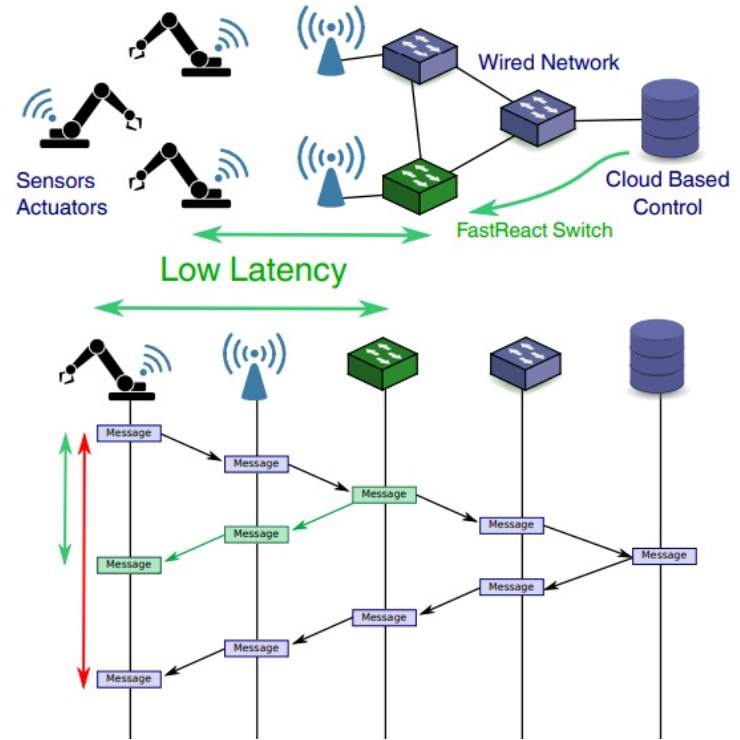 Wired Network
Sensors
Actuators
Cloud Based
Control
FastReact Switch
Low Latency
Message
Message
Message
Message
Message
Message
Message
Message
Message
Message
Message
Message